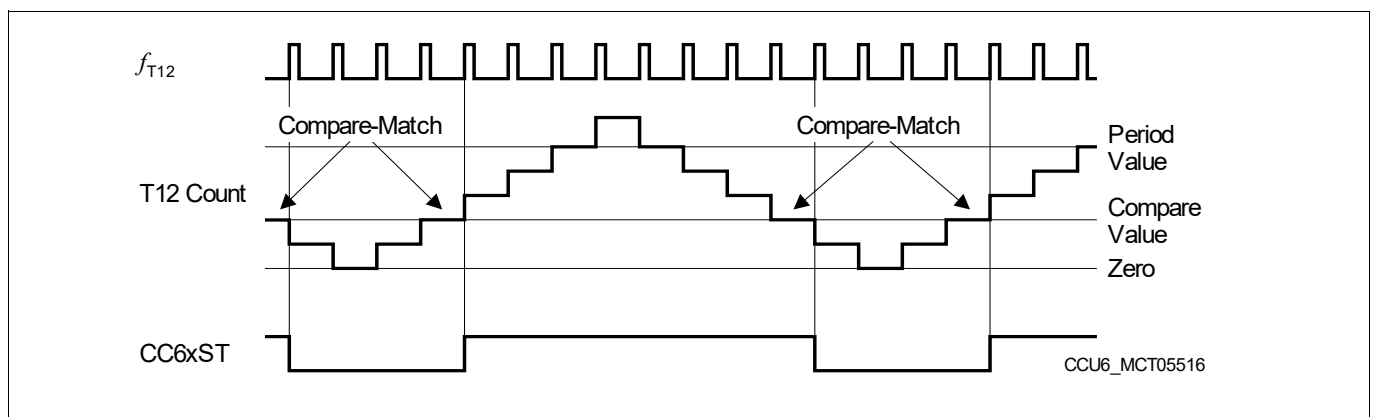 fT12
Compare-Match
Compare-Match
Period
Value
T12 Count
Compare
Value
Zero
CC6xST
CCU6_MCT05516